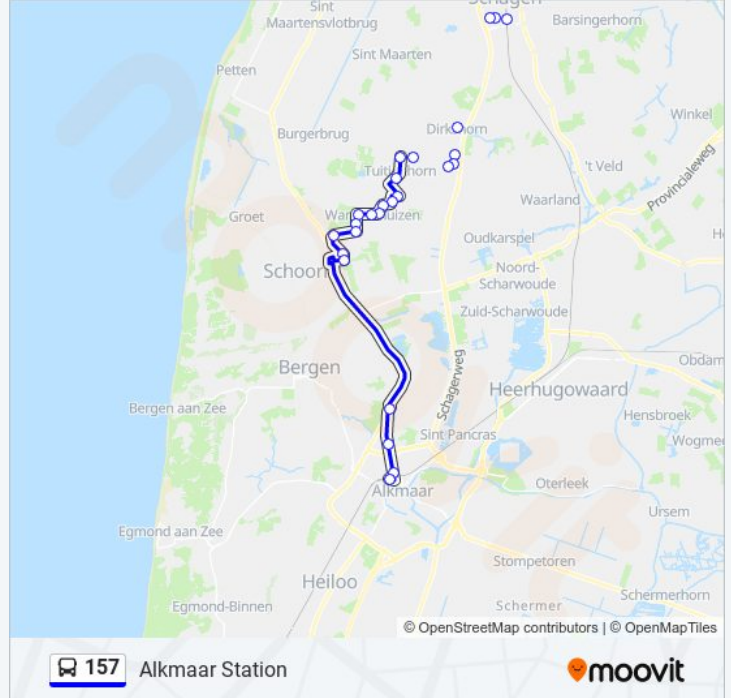 Schagen
Sint
Maartensvlotbrug
Barsingerhorn
Sint Maarten
Petten
Winkel
Burgerbrug
Dirkshorn
't Veld
Tuitjenhorn
Provincialeweg
Waarland
Groet
Warmenhuizen
Oudkarspel
Schoorl
Noord-
Scharwoude
Zuid-Scharwoude
Bergen
Obdam
Schagerweg
Heerhugowaard
Bergen aan Zee
Hensbroek
Sint Pancras
Wogme
Alkmaar
Oterleek
Ursem
Egmond aan Zee
Stompetoren
Heiloo
Schermerhorn
Egmond-Binnen
Schermer
© OpenStreetMap contributors | © OpenMapTiles
157 Alkmaar Station
moovit